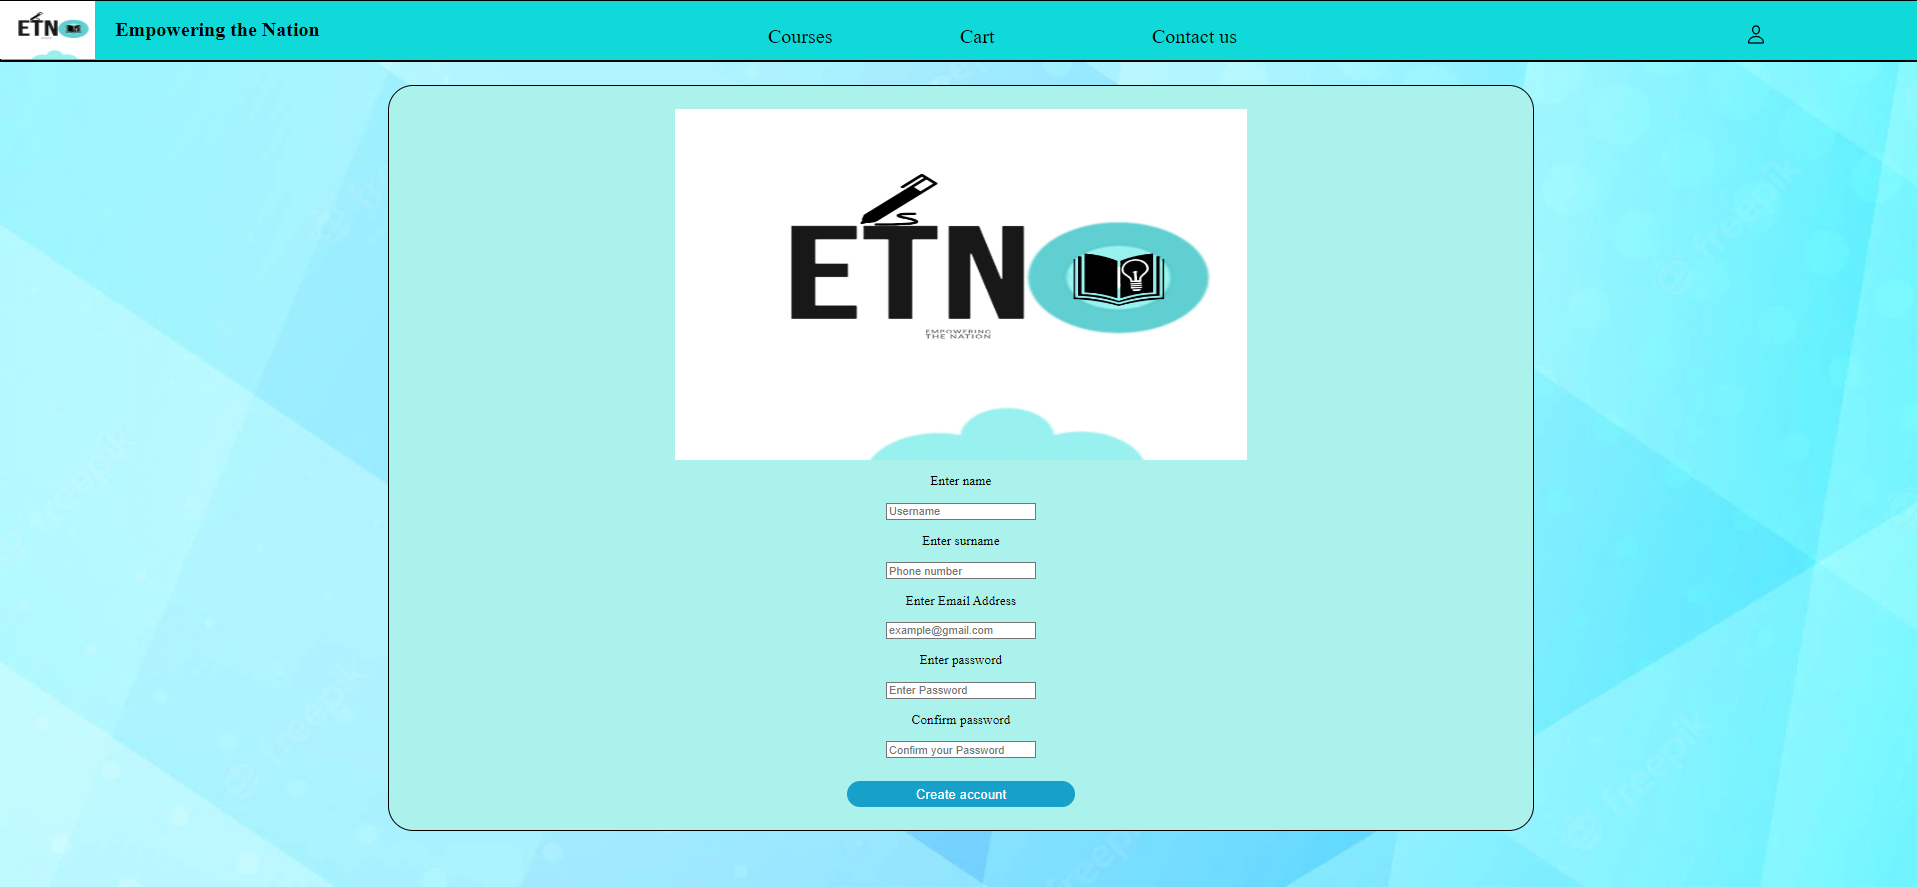 ETN
Empowering the Nation
Courses
Cart
Contact us
ETN
EMPOWERING
THE NATION
Enter name
Username
Enter surname
Phone number
Enter Email Address
example@gmail.com
Enter password
Enter Password
Confirm password
Confirm your Password
Create account
freepik
freepik
freepik
freepik
freepik